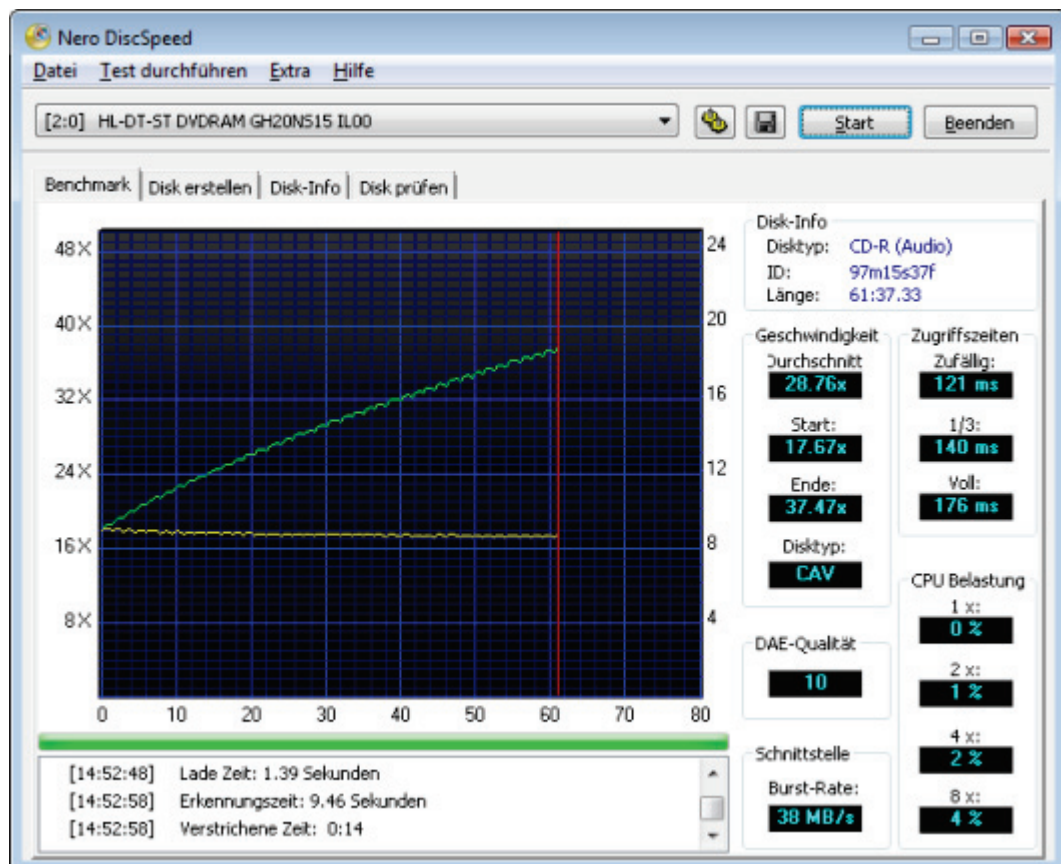 Nero DiscSpeed
Datei Test durchführen Extra Hilfe
[2:0] HL-DT-ST DVDRAM GH20NS15 IL00
Start
Beenden
Benchmark
Disk erstellen
Disk-Info
Disk prüfen
48X
40X
32X
24X
16X
8X
24
20
16
12
8
4
0 10 20 30 40 50 60 70 80
Disk-Info
Disktyp: CD-R (Audio)
ID: 97m15s37f
Länge: 61:37.33
Geschwindigkeit
Durchschnitt
28.76x
Start:
17.67x
Ende:
37.47x
Disktyp:
CAV
Zugriffszeiten
Zufällig:
121 ms
1/3:
140 ms
Voll:
176 ms
CPU Belastung
1 x:
0 %
2 x:
1 %
4 x:
2 %
8 x:
4 %
DAE-Qualität
10
Schnittstelle
Burst-Rate:
38 MB/s
[14:52:48] Lade Zeit: 1.39 Sekunden
[14:52:58] Erkennungszeit: 9.46 Sekunden
[14:52:58] Verstrichene Zeit: 0:14